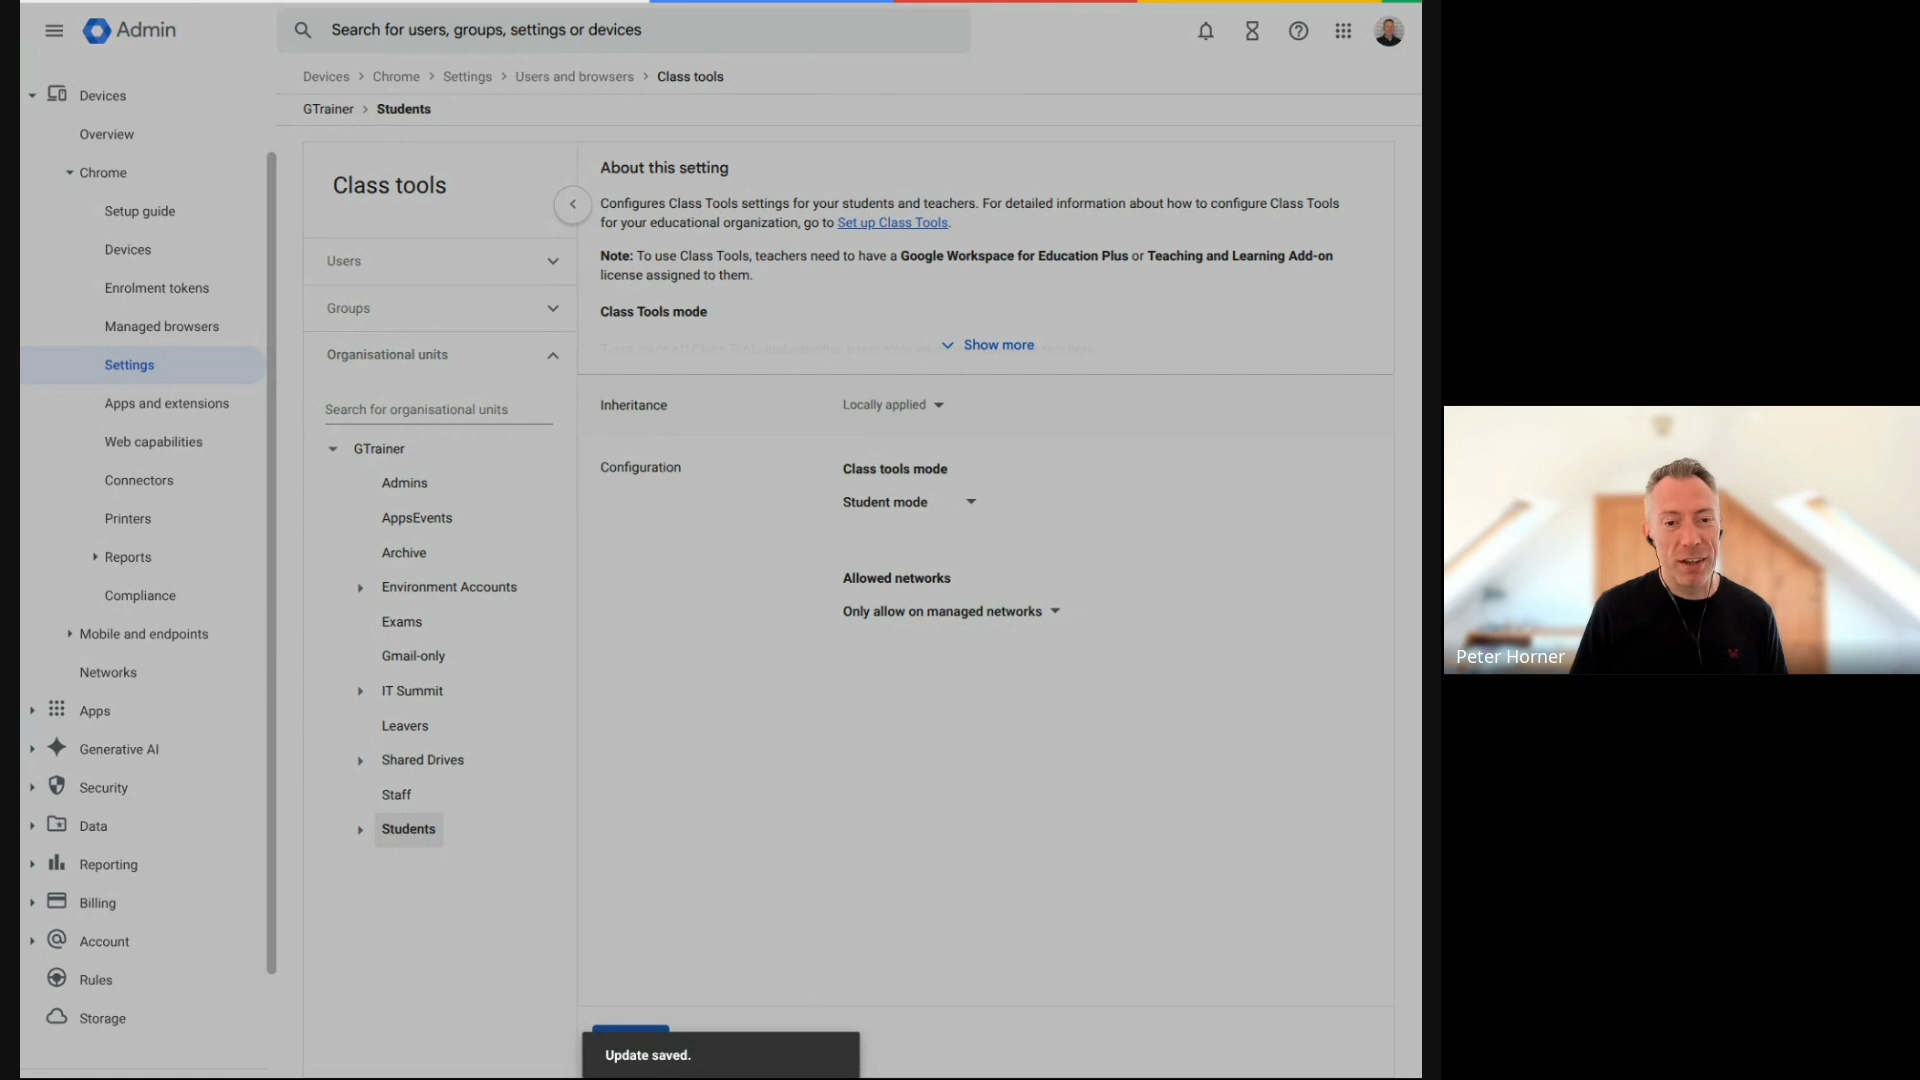 Admin
Search for users, groups, settings or devices
Devices > Chrome > Settings > Users and browsers > Class tools
GTrainer > Students
Devices
Overview
Chrome
Setup guide
Devices
Enrolment tokens
Managed browsers
Settings
Apps and extensions
Web capabilities
Connectors
Printers
Reports
Compliance
Mobile and endpoints
Networks
Apps
Generative AI
Security
Data
Reporting
Billing
Account
Rules
Storage
Class tools
Users
Groups
Organisational units
Search for organisational units
GTrainer
Admins
AppsEvents
Archive
Environment Accounts
Exams
Gmail-only
IT Summit
Leavers
Shared Drives
Staff
Students
About this setting
Configures Class Tools settings for your students and teachers. For detailed information about how to configure Class Tools
for your educational organization, go to Set up Class Tools.
Note: To use Class Tools, teachers need to have a Google Workspace for Education Plus or Teaching and Learning Add-on
license assigned to them.
Class Tools mode
Show more
Inheritance
Locally applied
Configuration
Class tools mode
Student mode
Allowed networks
Only allow on managed networks
Update saved.
Peter Horner